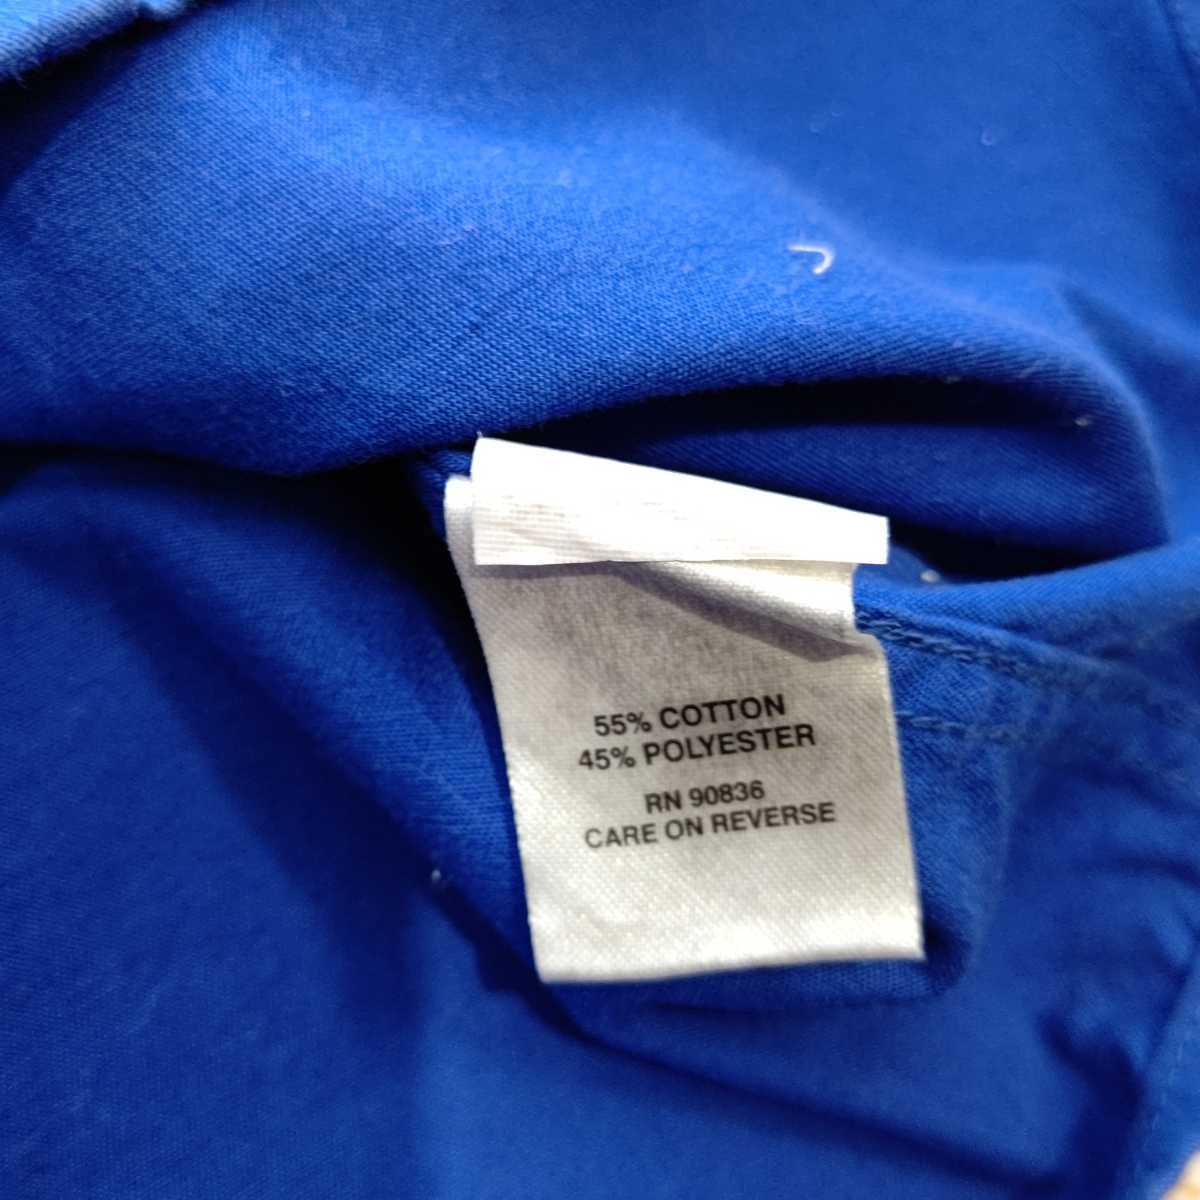 55% COTTON
45% POLYESTER
RN 90836
CARE ON REVERSE